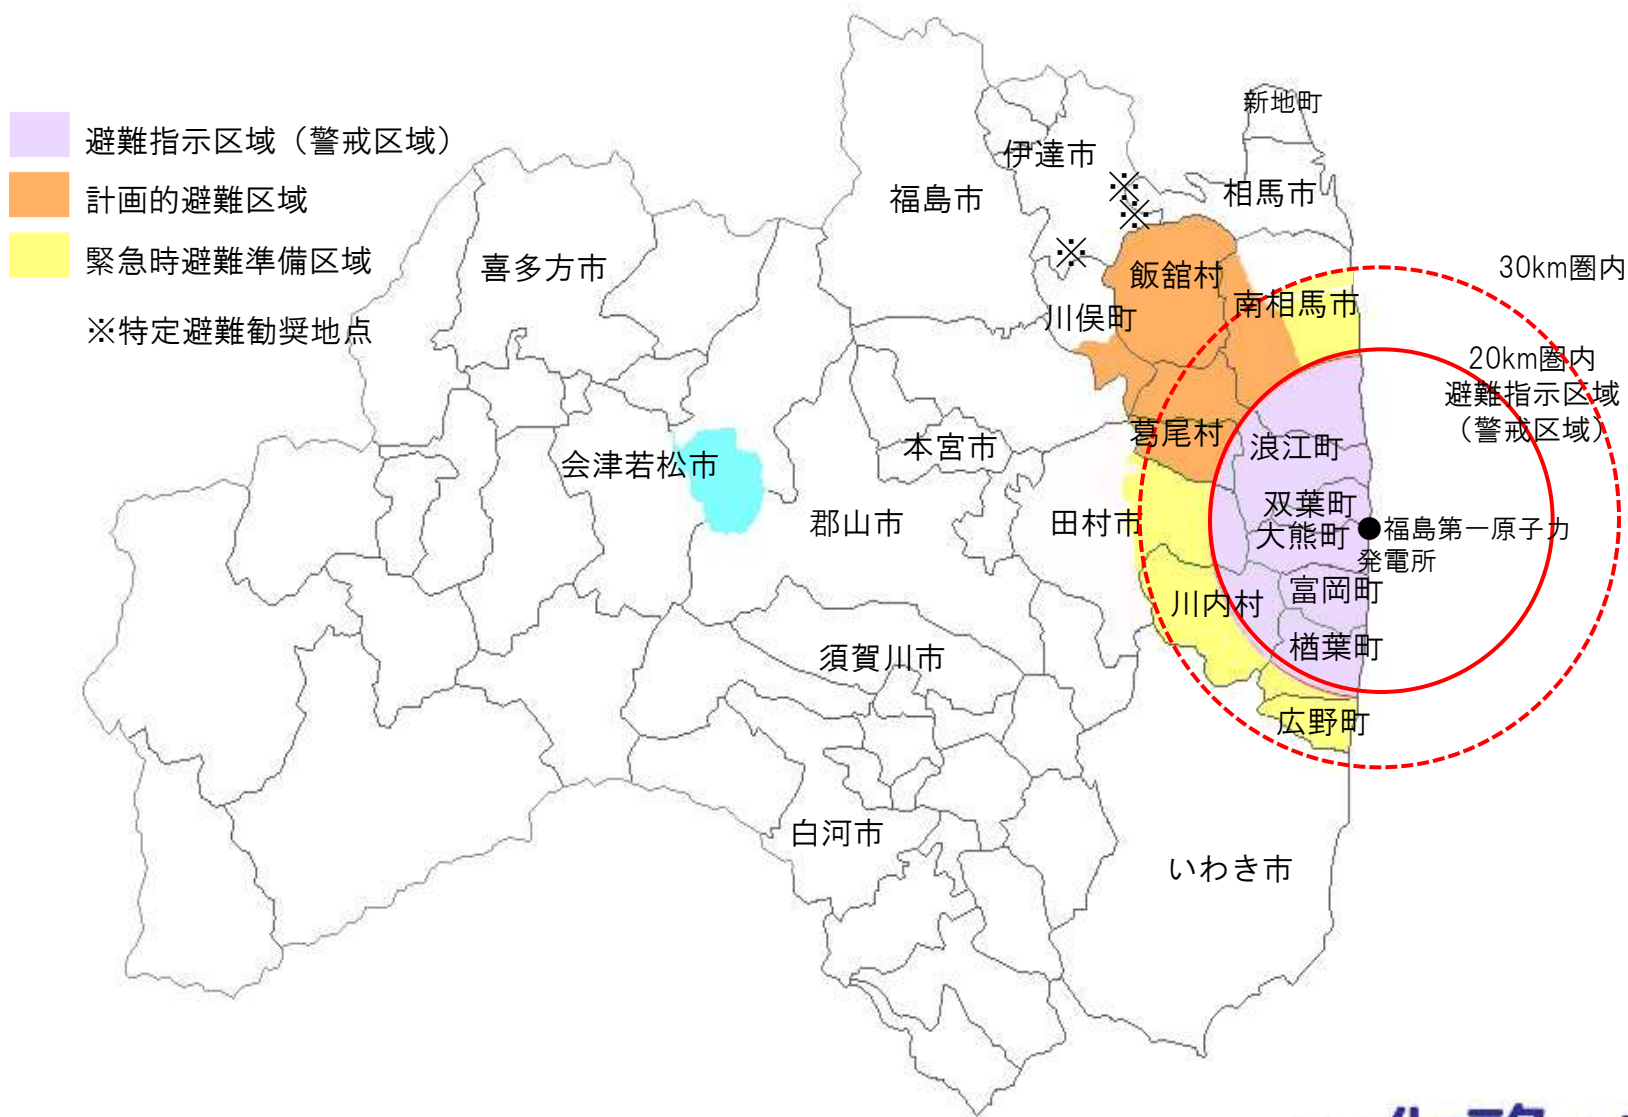 避難指示区域（警戒区域）
計画的避難区域
緊急時避難準備区域
※特定避難勧奨地点
新地町
伊達市
相馬市
福島市
※
※
※
喜多方市
飯舘村
30km圏内
川俣町
南相馬市
20km圏内
避難指示区域
（警戒区域）
葛尾村
浪江町
本宮市
会津若松市
双葉町
郡山市
田村市
大熊町
●福島第一原子力
発電所
川内村
富岡町
楢葉町
須賀川市
広野町
白河市
いわき市